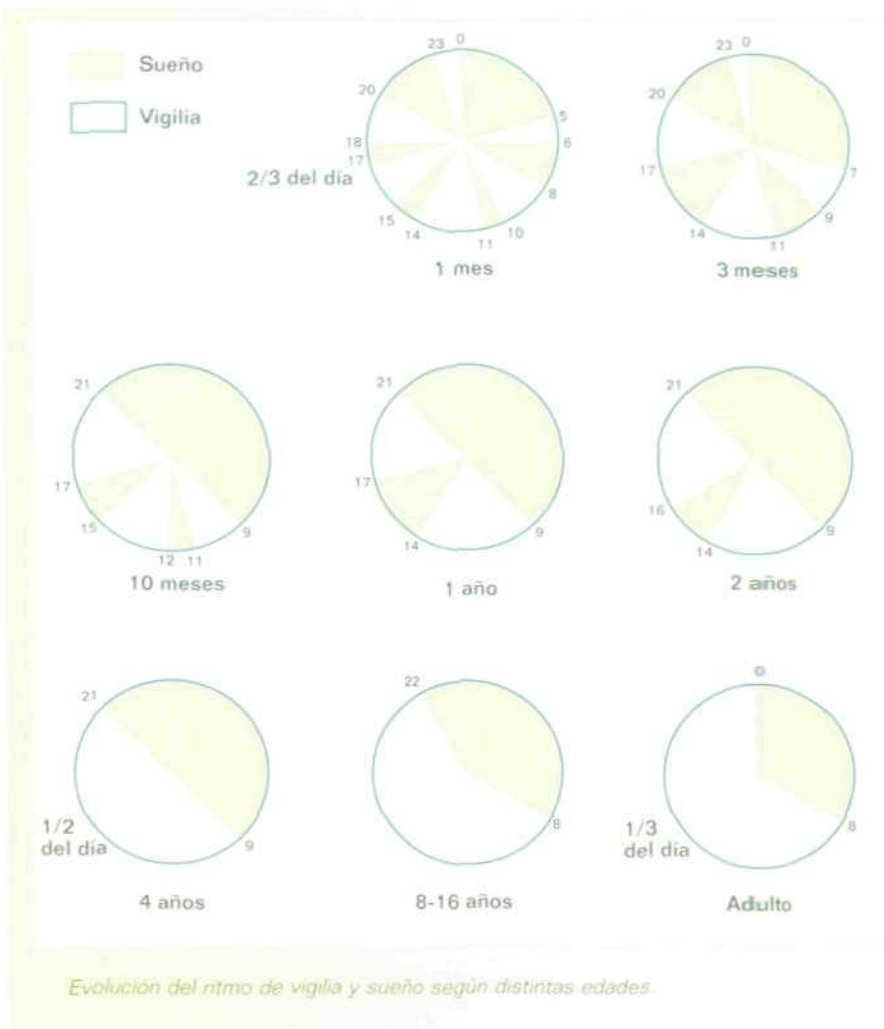 Sueño
Vigilia
2/3 del día
23 0
20
5
18
6
17
8
15
14
10
11
1 mes
23 0
20
17
7
14
9
11
3 meses
21
17
15
9
12 11
10 meses
21
17
14
9
1 año
21
16
14
9
2 años
21
1/2
del día
9
4 años
22
8
8-16 años
0
1/3
del día
8
Adulto
Evolución del ritmo de vigilia y sueño según distintas edades.